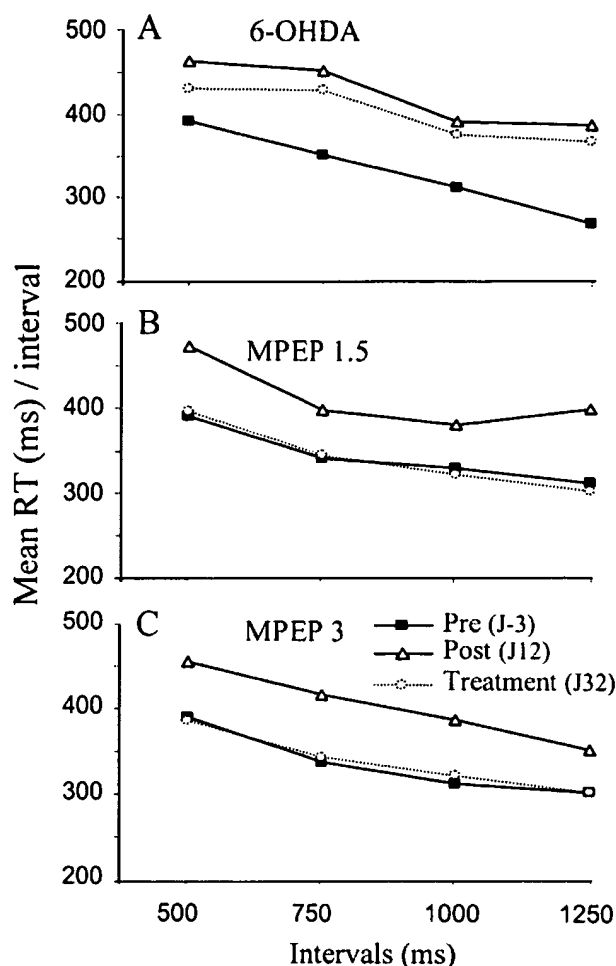 A
6-OHDA
500
400
300
200
B
MPEP 1.5
500
400
300
200
C
MPEP 3
Pre (J-3)
Post (J12)
Treatment (J32)
500
400
300
200
Mean RT (ms) / interval
500 750 1000 1250
Intervals (ms)